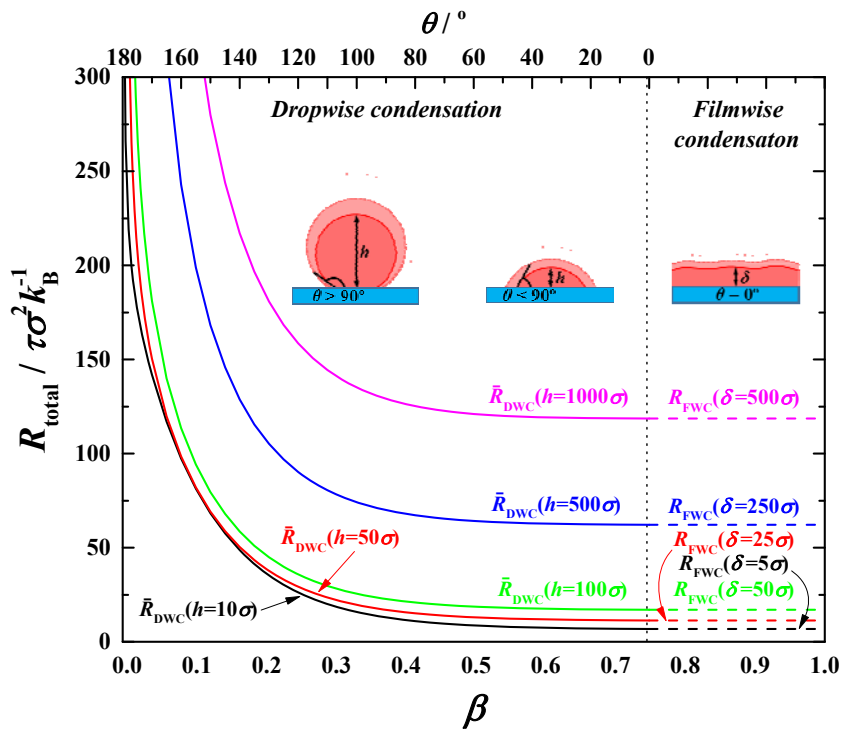 θ / °
180 160 140 120 100 80 60 40 20 0
300
250
200
150
100
50
0
R_total / τσ²k_B⁻¹
Dropwise condensation
Filmwise
condensaton
h
θ > 90°
h
θ < 90°
δ
θ − 0°
R̄_DWC(h=1000σ)
R_FWC(δ=500σ)
R̄_DWC(h=500σ)
R_FWC(δ=250σ)
R̄_DWC(h=50σ)
R_FWC(δ=25σ)
R_FWC(δ=5σ)
R̄_DWC(h=100σ)
R_FWC(δ=50σ)
R̄_DWC(h=10σ)
0.0 0.1 0.2 0.3 0.4 0.5 0.6 0.7 0.8 0.9 1.0
β